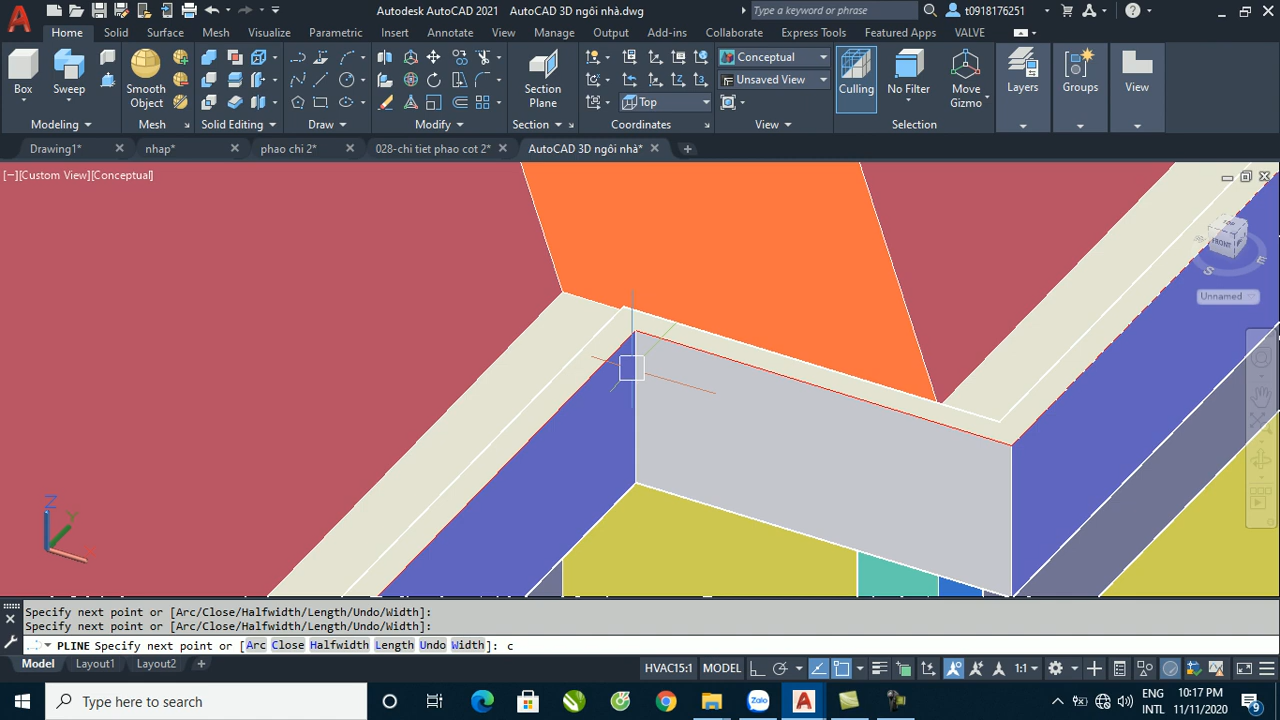 Autodesk AutoCAD 2021 AutoCAD 3D ngôi nhà.dwg
Type a keyword or phrase
t0918176251
Home Solid Surface Mesh Visualize Parametric Insert Annotate View Manage Output Add-ins Collaborate Express Tools Featured Apps VALVE
Conceptual
Unsaved View
Top
Box
Sweep
Smooth
Object
Section
Plane
Culling
No Filter
Move
Gizmo
Layers
Groups
View
Modeling Mesh Solid Editing Draw Modify Section Coordinates View Selection
Drawing1* nhap* phao chi 2* 028-chi tiet phao cot 2* AutoCAD 3D ngôi nhà*
[−][Custom View][Conceptual]
TOP
FRONT
S
E
Unnamed
Z
Y
Specify next point or [Arc/Close/Halfwidth/Length/Undo/Width]:
Specify next point or [Arc/Close/Halfwidth/Length/Undo/Width]:
PLINE Specify next point or [Arc Close Halfwidth Length Undo Width]: c
Model Layout1 Layout2
HVAC15:1 MODEL 1:1
Type here to search
Zalo
ENG
INTL
10:17 PM
11/11/2020
9